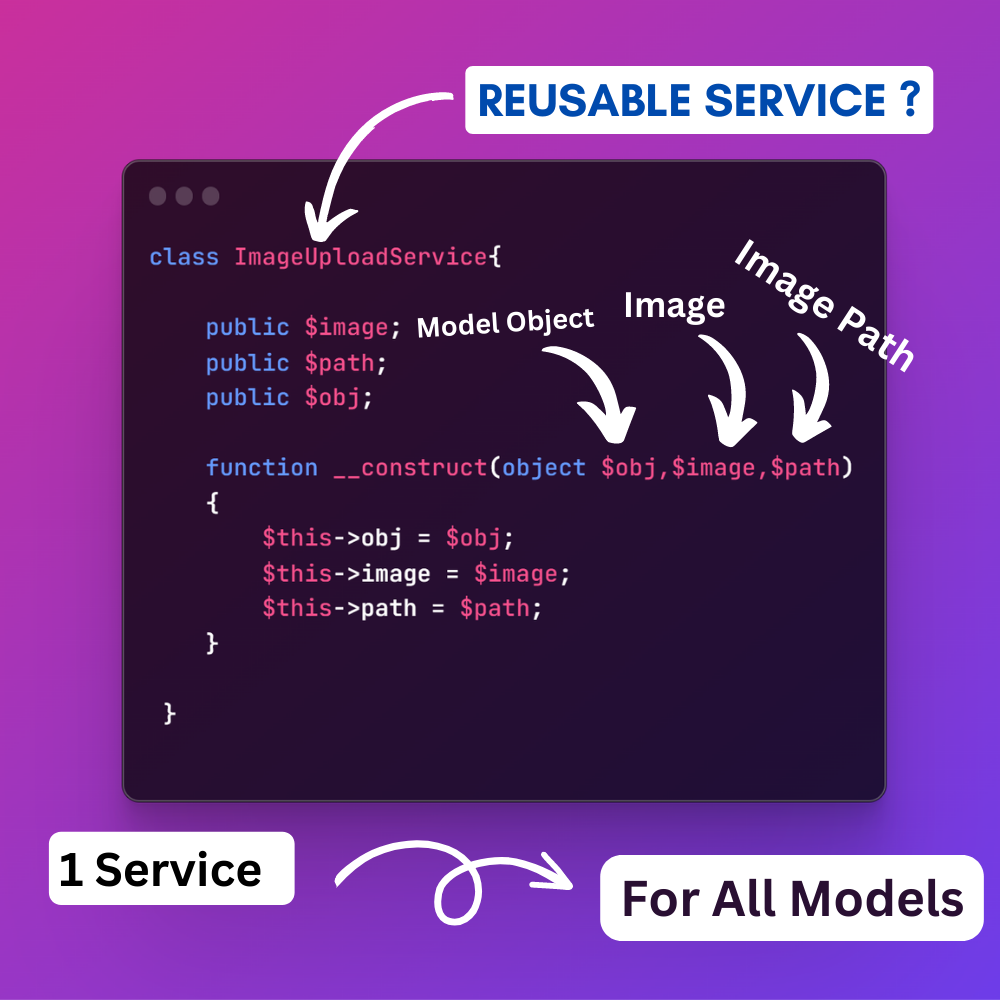 REUSABLE SERVICE ?
class ImageUploadService{
Image Path
Image
Model Object
public $image;
public $path;
public $obj;
function __construct(object $obj,$image,$path)
{
$this->obj = $obj;
$this->image = $image;
$this->path = $path;
}
}
1 Service
For All Models